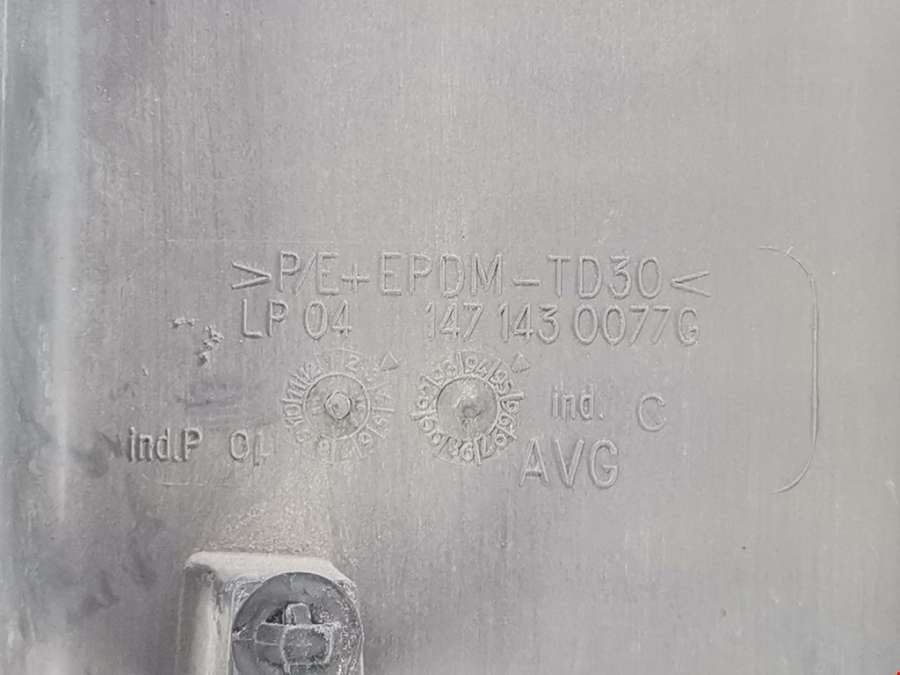 >P/E+EPDM-TD30<
LP 04 147 143 0077G
ind. C
ind.P 01
AVG